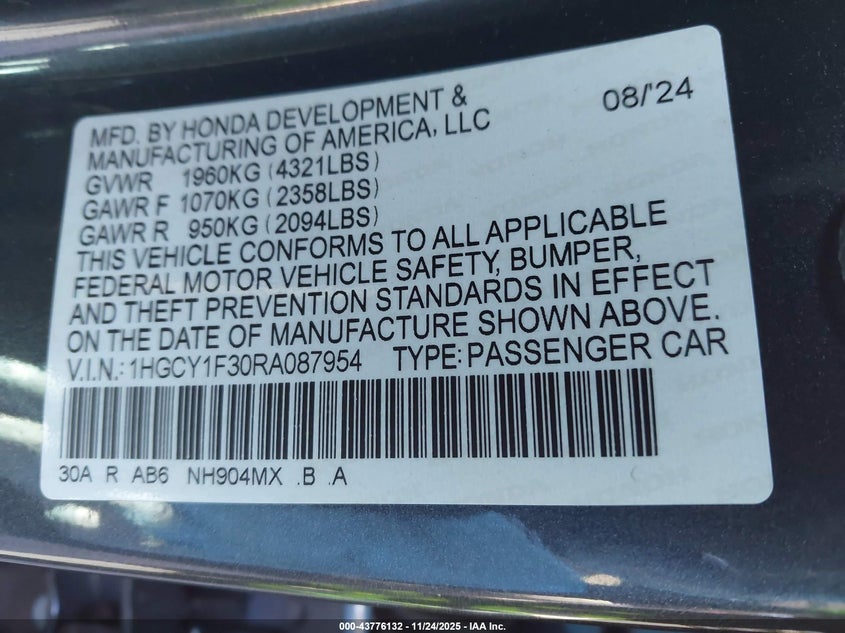 MFD. BY HONDA DEVELOPMENT & 08/'24
MANUFACTURING OF AMERICA, LLC
GVWR 1960KG (4321LBS)
GAWR F 1070KG (2358LBS)
GAWR R 950KG (2094LBS)
THIS VEHICLE CONFORMS TO ALL APPLICABLE
FEDERAL MOTOR VEHICLE SAFETY, BUMPER,
AND THEFT PREVENTION STANDARDS IN EFFECT
ON THE DATE OF MANUFACTURE SHOWN ABOVE.
V.I.N.: 1HGCY1F30RA087954 TYPE: PASSENGER CAR
30A R AB6 NH904MX .B .A
000-43776132 - 11/24/2025 - IAA Inc.